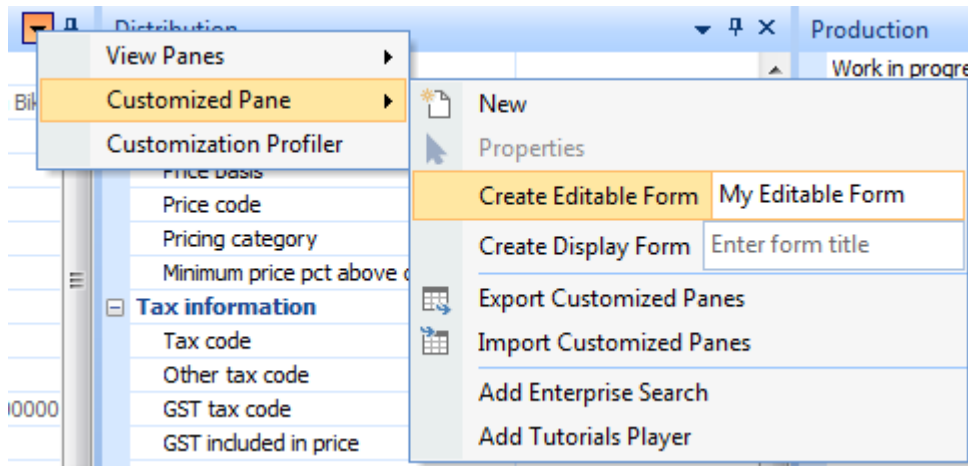 Distribution
Production
View Panes
Work in progre
Bik
Customized Pane
New
Customization Profiler
Properties
Price basis
Create Editable Form My Editable Form
Price code
Pricing category
Create Display Form Enter form title
Minimum price pct above
Export Customized Panes
Tax information
Tax code
Import Customized Panes
Other tax code
Add Enterprise Search
00000
GST tax code
GST included in price
Add Tutorials Player